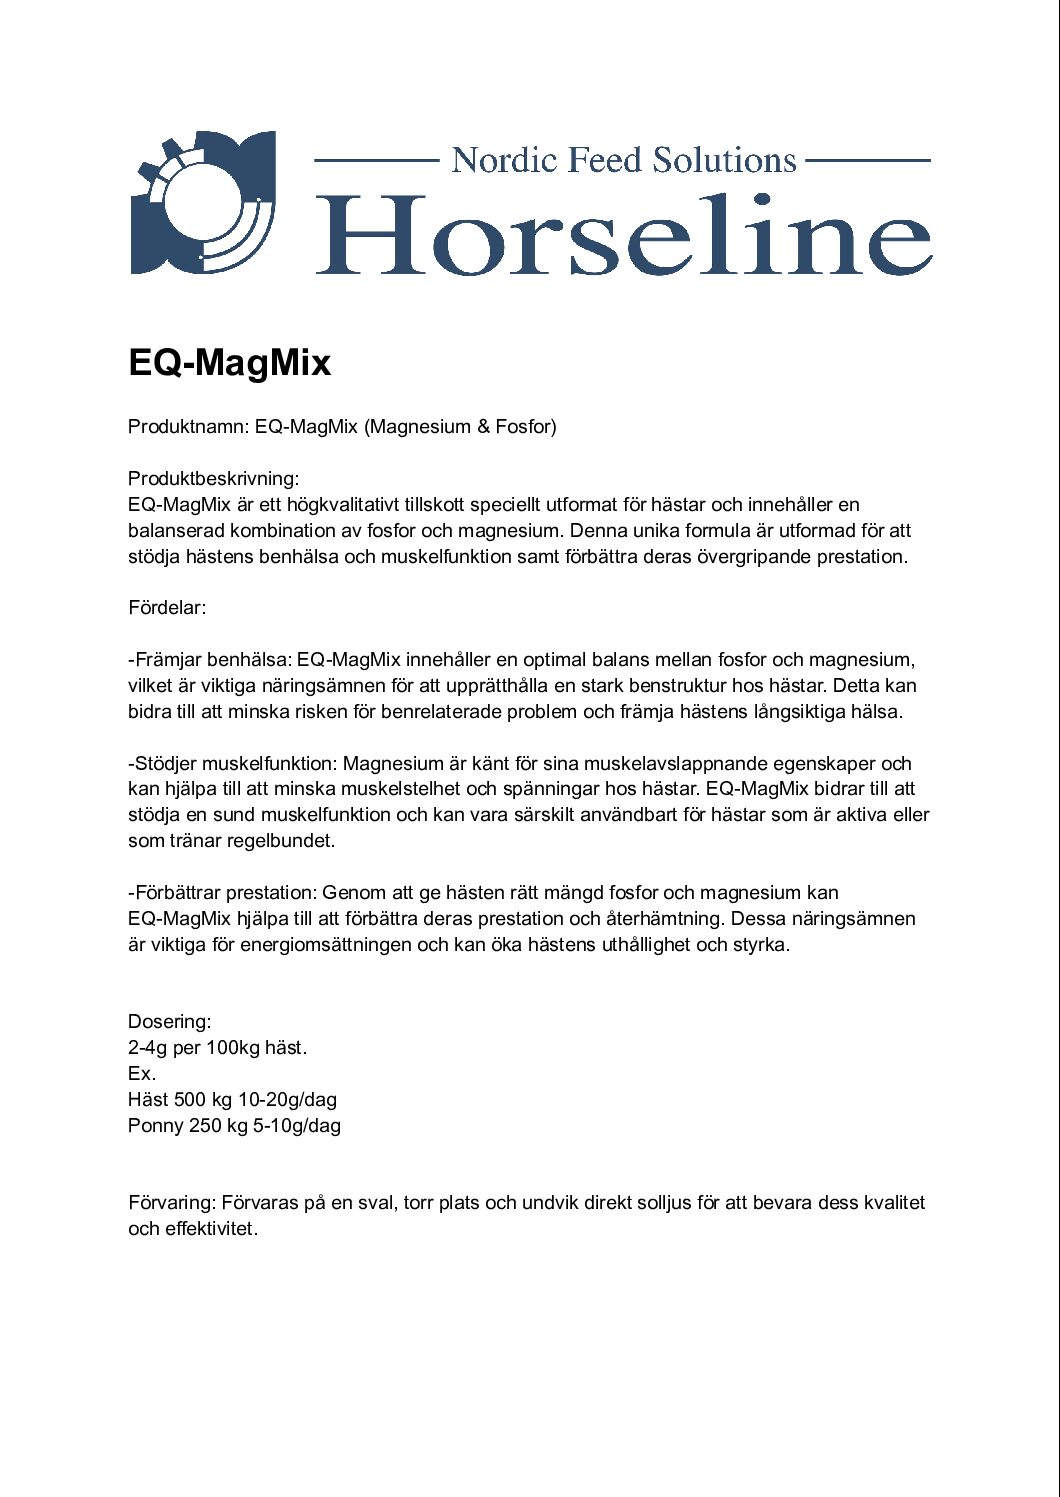 Nordic Feed Solutions
Horseline
EQ-MagMix
Produktnamn: EQ-MagMix (Magnesium & Fosfor)
Produktbeskrivning:
EQ-MagMix är ett högkvalitativt tillskott speciellt utformat för hästar och innehåller en
balanserad kombination av fosfor och magnesium. Denna unika formula är utformad för att
stödja hästens benhälsa och muskelfunktion samt förbättra deras övergripande prestation.
Fördelar:
-Främjar benhälsa: EQ-MagMix innehåller en optimal balans mellan fosfor och magnesium,
vilket är viktiga näringsämnen för att upprätthålla en stark benstruktur hos hästar. Detta kan
bidra till att minska risken för benrelaterade problem och främja hästens långsiktiga hälsa.
-Stödjer muskelfunktion: Magnesium är känt för sina muskelavslappnande egenskaper och
kan hjälpa till att minska muskelstelhet och spänningar hos hästar. EQ-MagMix bidrar till att
stödja en sund muskelfunktion och kan vara särskilt användbart för hästar som är aktiva eller
som tränar regelbundet.
-Förbättrar prestation: Genom att ge hästen rätt mängd fosfor och magnesium kan
EQ-MagMix hjälpa till att förbättra deras prestation och återhämtning. Dessa näringsämnen
är viktiga för energiomsättningen och kan öka hästens uthållighet och styrka.
Dosering:
2-4g per 100kg häst.
Ex.
Häst 500 kg 10-20g/dag
Ponny 250 kg 5-10g/dag
Förvaring: Förvaras på en sval, torr plats och undvik direkt solljus för att bevara dess kvalitet
och effektivitet.